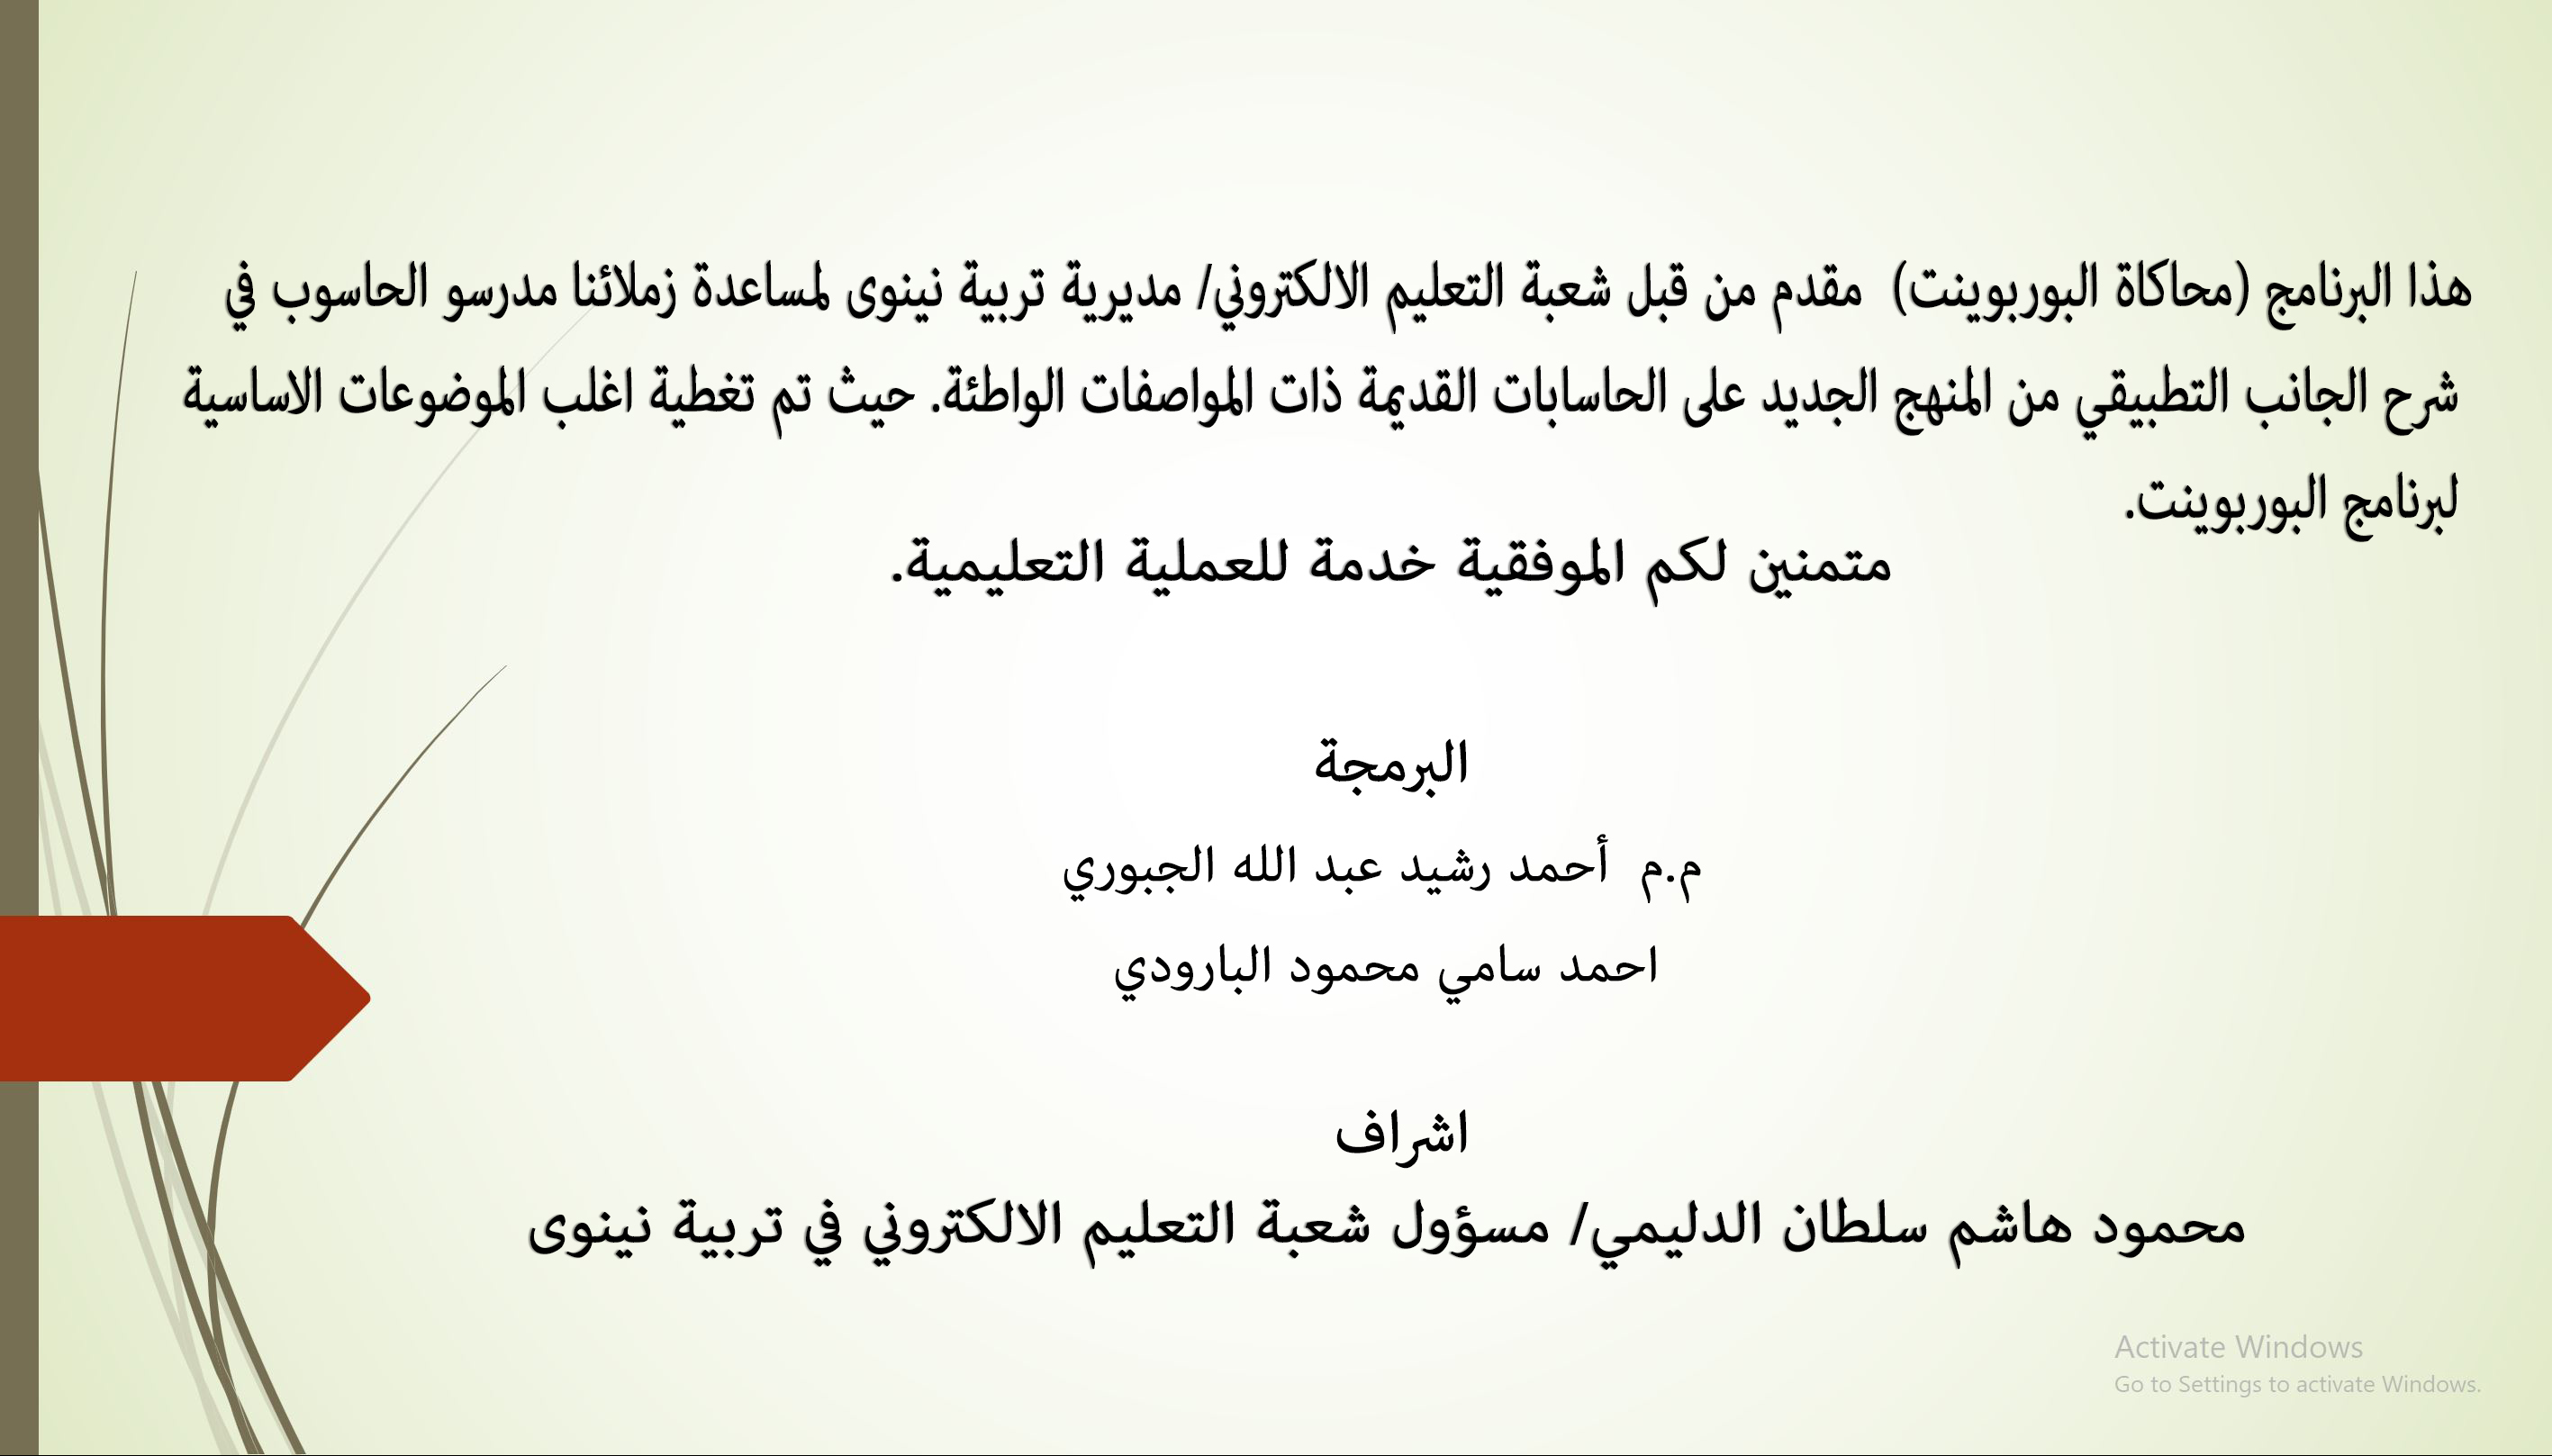 هذا البرنامج (محاكاة البوربوينت) مقدم من قبل شعبة التعليم الالكتروني/ مديرية تربية نينوى لمساعدة زملائنا مدرسو الحاسوب في
شرح الجانب التطبيقي من المنهج الجديد على الحاسابات القديمة ذات المواصفات الواطئة. حيث تم تغطية اغلب الموضوعات الاساسية
لبرنامج البوربوينت.
متمنين لكم الموفقية خدمة للعملية التعليمية.
البرمجة
م.م أحمد رشيد عبد الله الجبوري
احمد سامي محمود البارودي
اشراف
محمود هاشم سلطان الدليمي/ مسؤول شعبة التعليم الالكتروني في تربية نينوى
Activate Windows
Go to Settings to activate Windows.